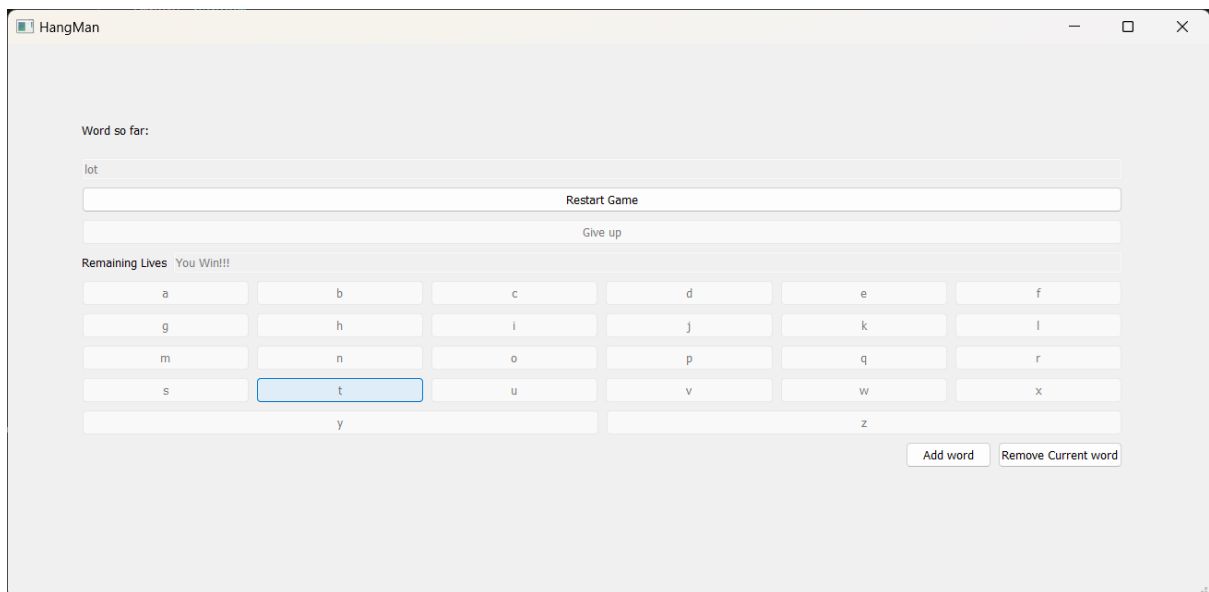 HangMan
Word so far:
lot
Restart Game
Give up
Remaining Lives You Win!!!
a b c d e f
g h i j k l
m n o p q r
s t u v w x
y z
Add word Remove Current word